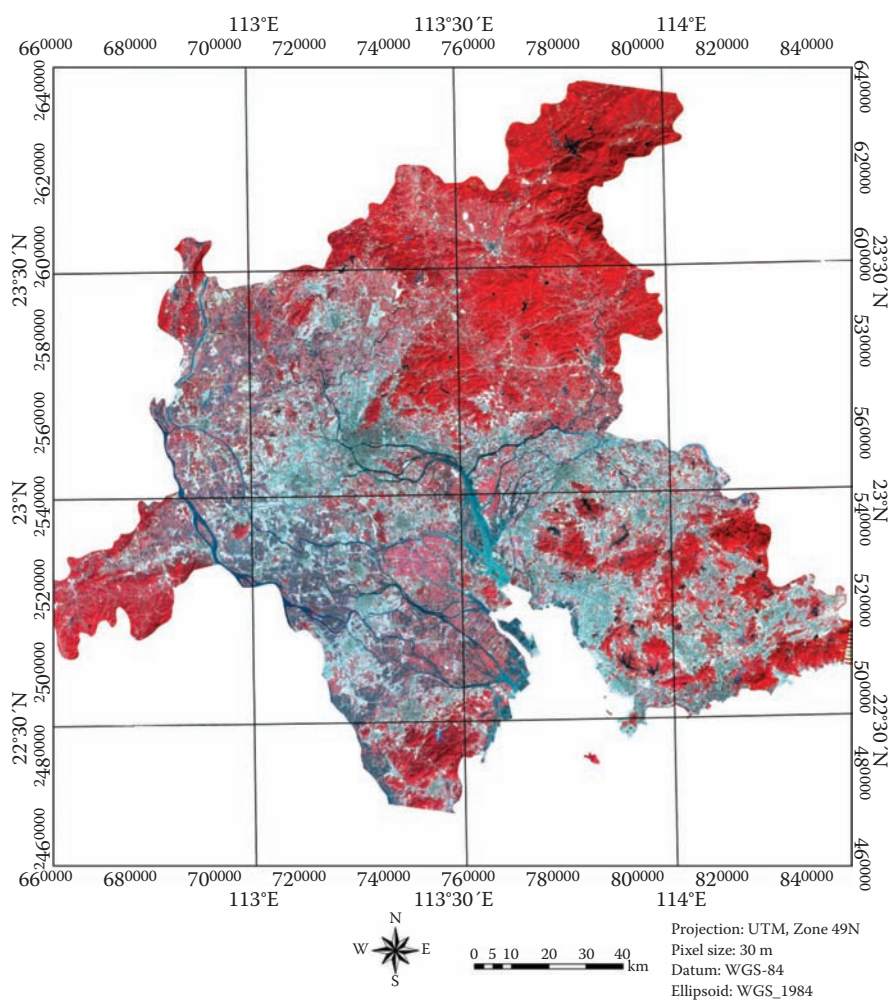 113°E 113°30´E 114°E
660000 680000 700000 720000 740000 760000 780000 800000 820000 840000
2640000
2620000
23°30´N
2600000
2580000
2560000
23°N
2540000
2520000
2500000
22°30´N
2480000
2460000
640000
620000
600000
23°30´N
530000
560000
23°N
540000
520000
500000
22°30´N
480000
460000
660000 680000 700000 720000 740000 760000 780000 800000 820000 840000
113°E 113°30´E 114°E
N
W E
S
0 5 10 20 30 40
km
Projection: UTM, Zone 49N
Pixel size: 30 m
Datum: WGS-84
Ellipsoid: WGS_1984